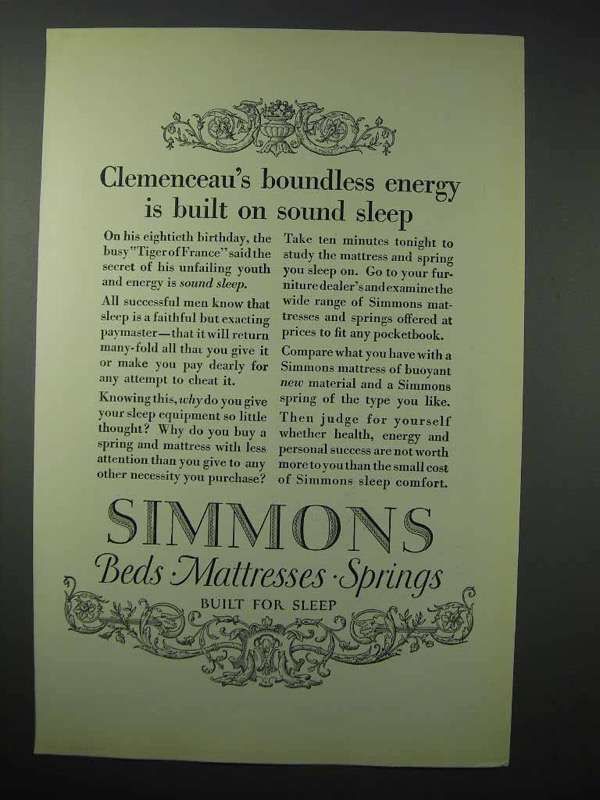 Clemenceau's boundless energy
is built on sound sleep
On his eightieth birthday, the
busy "Tiger of France" said the
secret of his unfailing youth
and energy is sound sleep.
All successful men know that
sleep is a faithful but exacting
paymaster—that it will return
many-fold all that you give it
or make you pay dearly for
any attempt to cheat it.
Knowing this, why do you give
your sleep equipment so little
thought? Why do you buy a
spring and mattress with less
attention than you give to any
other necessity you purchase?
Take ten minutes tonight to
study the mattress and spring
you sleep on. Go to your fur-
niture dealer's and examine the
wide range of Simmons mat-
tresses and springs offered at
prices to fit any pocketbook.
Compare what you have with a
Simmons mattress of buoyant
new material and a Simmons
spring of the type you like.
Then judge for yourself
whether health, energy and
personal success are not worth
more to you than the small cost
of Simmons sleep comfort.
SIMMONS
Beds · Mattresses · Springs
BUILT FOR SLEEP